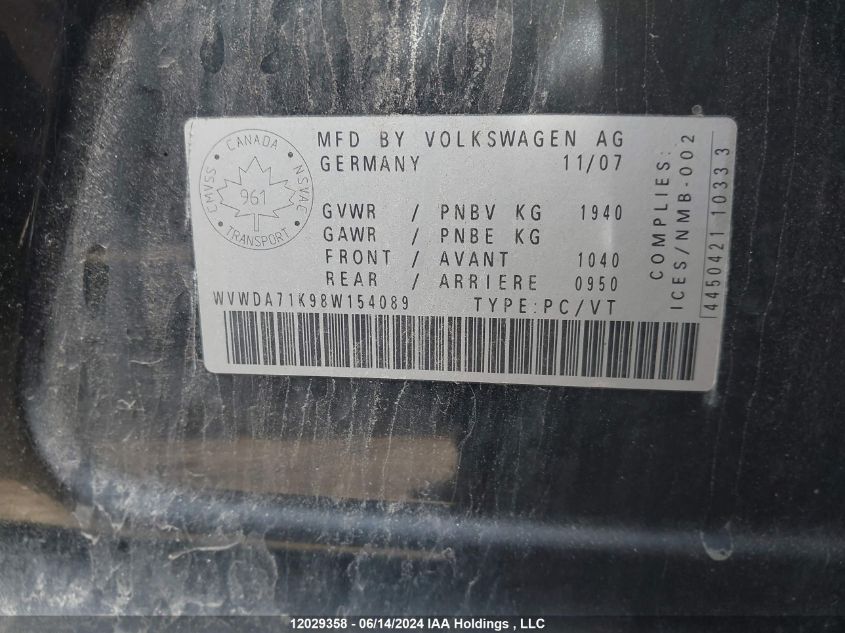 MFD BY VOLKSWAGEN AG
GERMANY 11/07
CANADA
CMVSS
NSVAC
961
TRANSPORT
GVWR / PNBV KG 1940
GAWR / PNBE KG
FRONT / AVANT 1040
REAR / ARRIERE 0950
WVWDA71K98W154089 TYPE:PC/VT
COMPLIES:
ICES/NMB-002
4450421 10333
12029358 - 06/14/2024 IAA Holdings , LLC